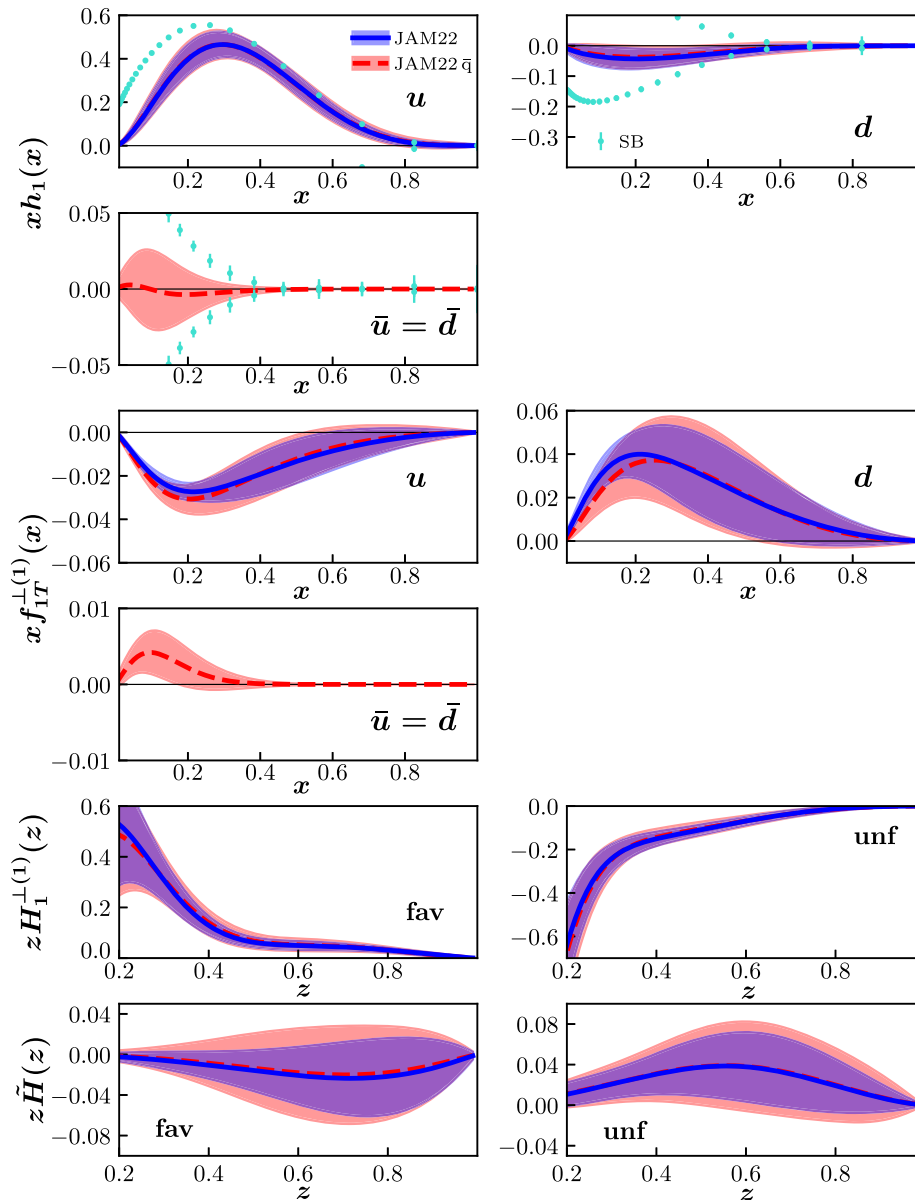 0.6
0.4
0.2
0.0
JAM22
JAM22 q̄
u
0.2 0.4 0.6 0.8
x
0.0
−0.1
−0.2
−0.3
SB
d
0.2 0.4 0.6 0.8
x
xh₁(x)
0.05
0.00
−0.05
ū = d̄
0.2 0.4 0.6 0.8
x
0.00
−0.02
−0.04
−0.06
u
0.2 0.4 0.6 0.8
x
0.06
0.04
0.02
0.00
d
0.2 0.4 0.6 0.8
x
xf₁T^⊥(1)(x)
0.01
0.00
−0.01
ū = d̄
0.2 0.4 0.6 0.8
x
zH₁^⊥(1)(z)
0.6
0.4
0.2
0.0
fav
0.2 0.4 0.6 0.8
z
0.0
−0.2
−0.4
−0.6
unf
0.2 0.4 0.6 0.8
z
zH̃(z)
0.04
0.00
−0.04
−0.08
fav
0.2 0.4 0.6 0.8
z
0.08
0.04
0.00
−0.04
unf
0.2 0.4 0.6 0.8
z